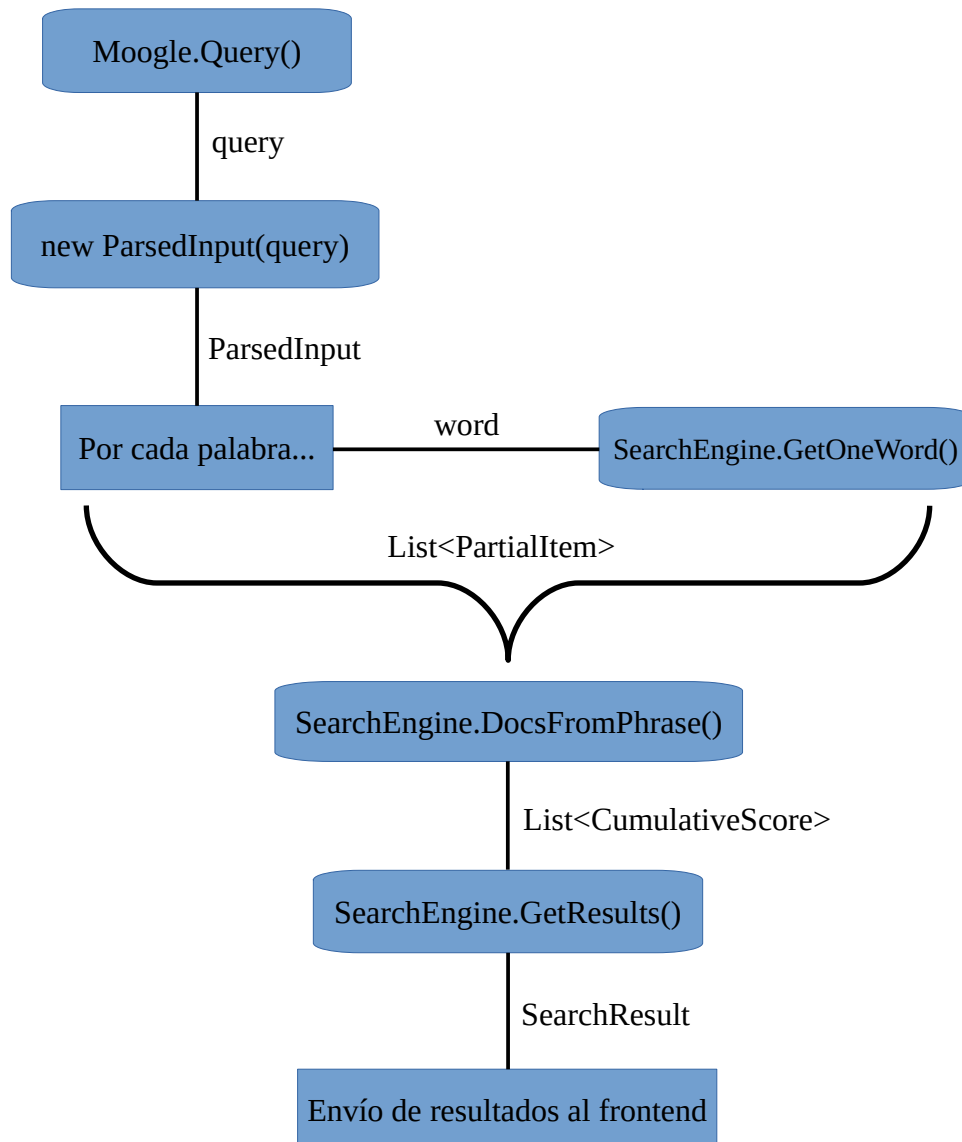 Moogle.Query()
query
new ParsedInput(query)
ParsedInput
Por cada palabra...
word
SearchEngine.GetOneWord()
List<PartialItem>
SearchEngine.DocsFromPhrase()
List<CumulativeScore>
SearchEngine.GetResults()
SearchResult
Envío de resultados al frontend